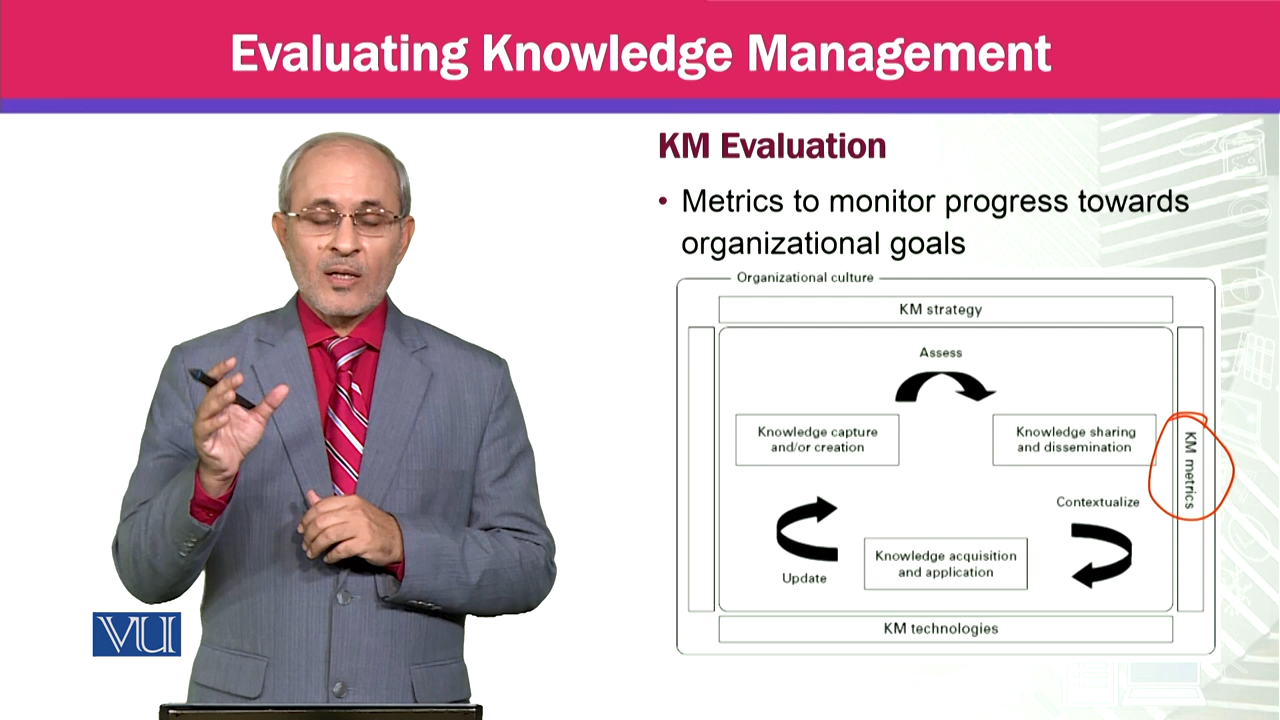 Evaluating Knowledge Management
KM Evaluation
• Metrics to monitor progress towards
organizational goals
Organizational culture
KM strategy
Assess
Knowledge capture
and/or creation
Knowledge sharing
and dissemination
KM metrics
Contextualize
Knowledge acquisition
and application
Update
KM technologies
VU